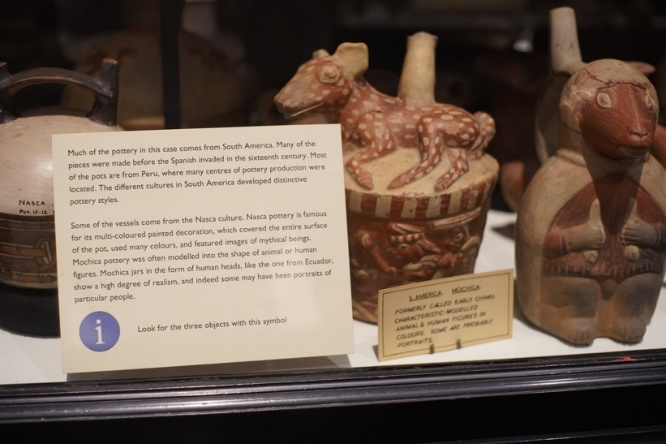 Much of the pottery in this case comes from South America. Many of the
pieces were made before the Spanish invaded in the sixteenth century. Most
of the pots are from Peru, where many centres of pottery production were
located. The different cultures in South America developed distinctive
pottery styles.
Some of the vessels come from the Nasca culture. Nasca pottery is famous
for its multi-coloured painted decoration, which covered the entire surface
of the pot, used many colours, and featured images of mythical beings.
Mochica pottery was often modelled into the shape of animal or human
figures. Mochica jars in the form of human heads, like the one from Ecuador,
show a high degree of realism, and indeed some may have been portraits of
particular people.
i
Look for the three objects with this symbol
NASCA
S. AMERICA. MOCHICA
FORMERLY CALLED EARLY CHIMU.
CHARACTERISTIC MODELLED
ANIMAL & HUMAN FIGURES IN
COLOURS. SOME ARE PROBABLY
PORTRAITS.